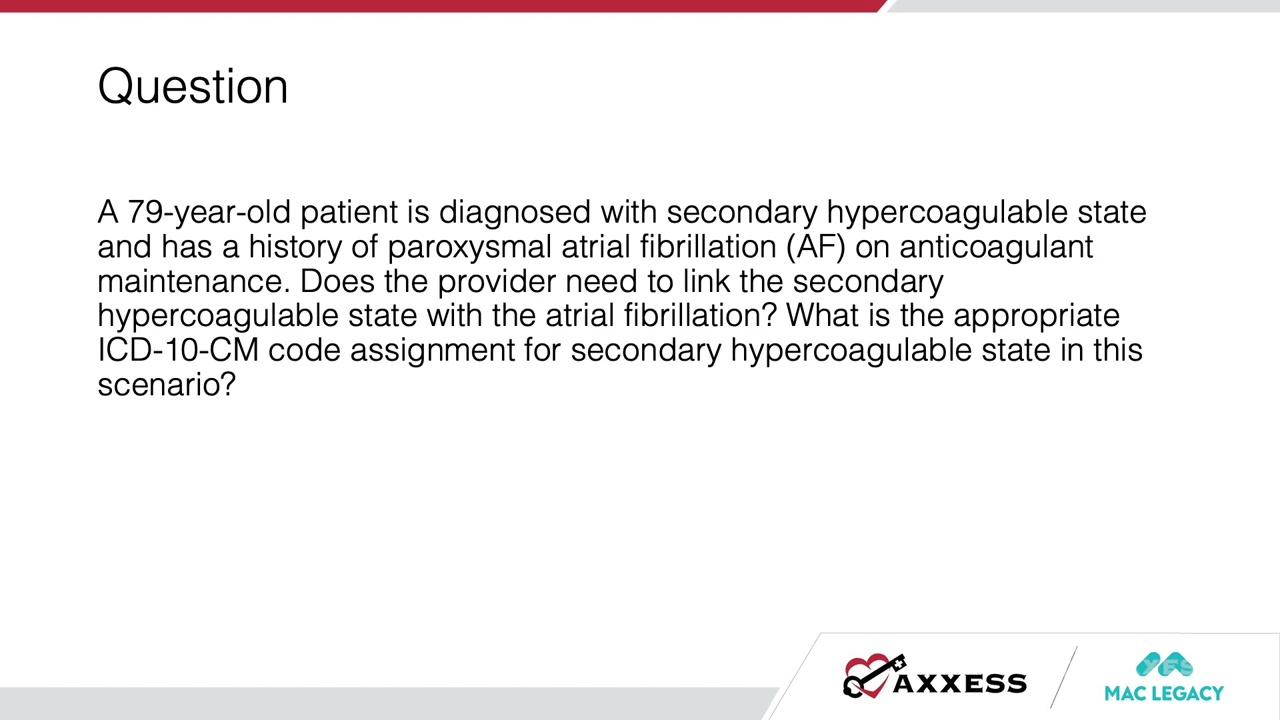 Question
A 79-year-old patient is diagnosed with secondary hypercoagulable state
and has a history of paroxysmal atrial fibrillation (AF) on anticoagulant
maintenance. Does the provider need to link the secondary
hypercoagulable state with the atrial fibrillation? What is the appropriate
ICD-10-CM code assignment for secondary hypercoagulable state in this
scenario?
AXXESS
MAC LEGACY